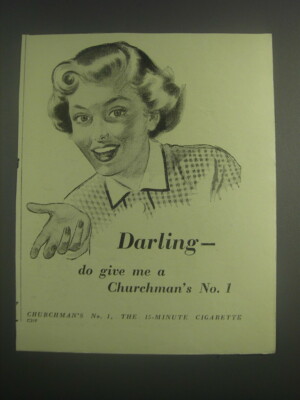 Darling—
do give me a
Churchman's No. 1
CHURCHMAN'S No. 1, THE 15-MINUTE CIGARETTE